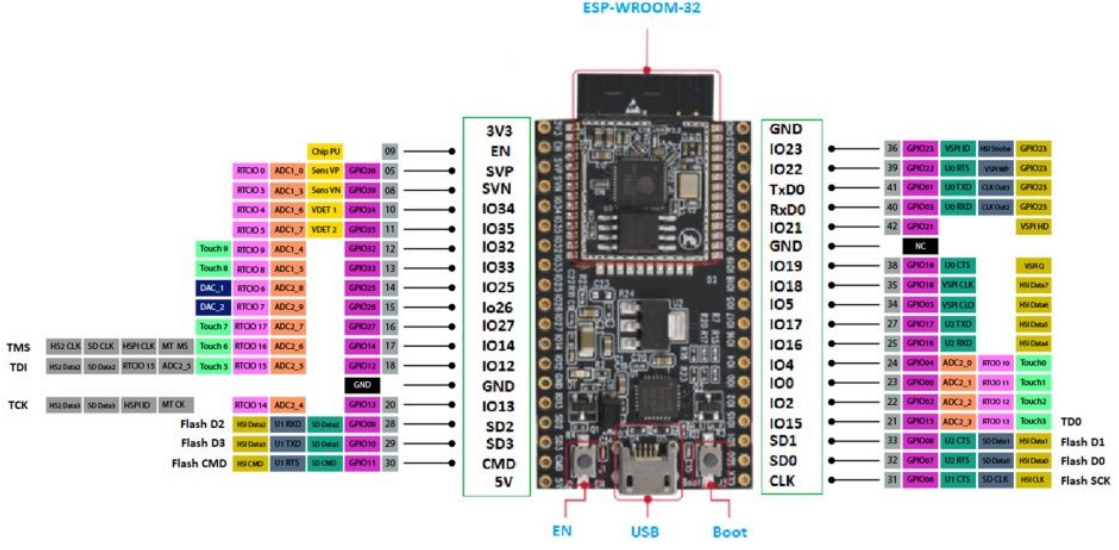 ESP-WROOM-32
3V3
Chip PU 09 EN
RTCIO 0 ADC1_0 Sens VP GPIO36 05 SVP
RTCIO 3 ADC1_3 Sens VN GPIO39 08 SVN
RTCIO 4 ADC1_6 VDET 1 GPIO34 10 IO34
RTCIO 5 ADC1_7 VDET 2 GPIO35 11 IO35
Touch 9 RTCIO 9 ADC1_4 GPIO32 12 IO32
Touch 8 RTCIO 8 ADC1_5 GPIO33 13 IO33
DAC_1 RTCIO 6 ADC2_8 GPIO25 14 IO25
DAC_2 RTCIO 7 ADC2_9 GPIO26 15 Io26
Touch 7 RTCIO 17 ADC2_7 GPIO27 16 IO27
TMS HS2 CLK SD CLK HSPI CLK MT MS Touch 6 RTCIO 16 ADC2_6 GPIO14 17 IO14
TDI HS2 Data2 SD Data2 RTCIO 15 ADC2_5 Touch 5 RTCIO 15 ADC2_5 GPIO12 18 IO12
GND GND
TCK HS2 Data3 SD Data3 HSPI ID MT CK RTCIO 14 ADC2_4 GPIO13 20 IO13
Flash D2 HSI Data2 U1 RXD SD Data2 GPIO09 28 SD2
Flash D3 HSI Data3 U1 TXD SD Data3 GPIO10 29 SD3
Flash CMD HSI CMD U1 RTS SD CMD GPIO11 30 CMD
5V
GND
IO23 36 GPIO23 VSPI ID HSI Strobe GPIO23
IO22 39 GPIO22 U0 RTS VSPI WP GPIO23
TxD0 41 GPIO01 U0 TXD CLK Out3 GPIO23
RxD0 40 GPIO03 U0 RXD CLK Out2 GPIO23
IO21 42 GPIO21 VSPI HD
GND NC
IO19 38 GPIO19 U0 CTS VSPI Q
IO18 35 GPIO18 VSPI CLK HSI Data7
IO5 34 GPIO05 VSPI CLO HSI Data6
IO17 27 GPIO17 U2 TXD HSI Data5
IO16 25 GPIO16 U2 RXD HSI Data4
IO4 24 GPIO04 ADC2_0 RTCIO 10 Touch0
IO0 23 GPIO00 ADC2_1 RTCIO 11 Touch1
IO2 22 GPIO02 ADC2_2 RTCIO 12 Touch2
IO15 21 GPIO15 ADC2_3 RTCIO 13 Touch3 TD0
SD1 33 GPIO08 U2 CTS SD Data1 HSI Data1 Flash D1
SD0 32 GPIO07 U2 RTS SD Data0 HSI Data0 Flash D0
CLK 31 GPIO06 U1 CTS SD CLK HSI CLK Flash SCK
EN USB Boot